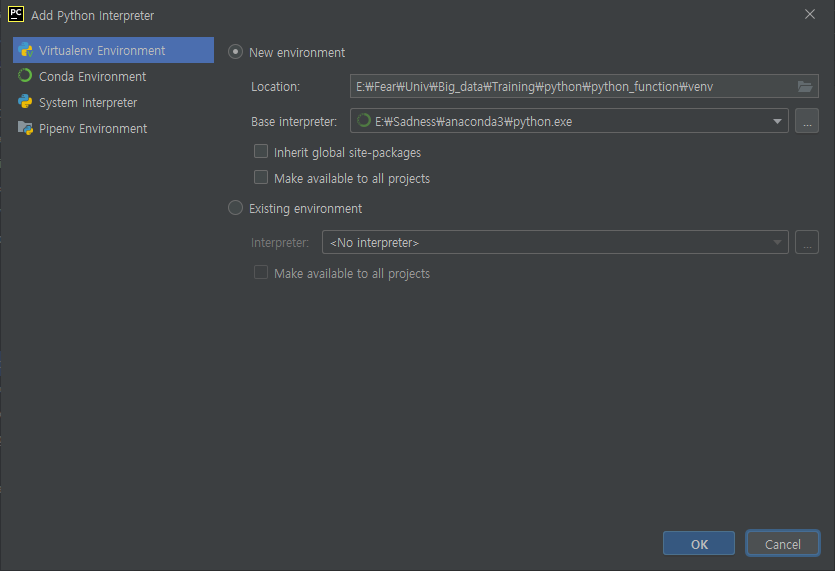 PC
Add Python Interpreter
Virtualenv Environment
Conda Environment
System Interpreter
Pipenv Environment
New environment
Location: E:₩Fear₩Univ₩Big_data₩Training₩python₩python_function₩venv
Base interpreter: E:₩Sadness₩anaconda3₩python.exe ...
Inherit global site-packages
Make available to all projects
Existing environment
Interpreter: <No interpreter> ...
Make available to all projects
OK Cancel